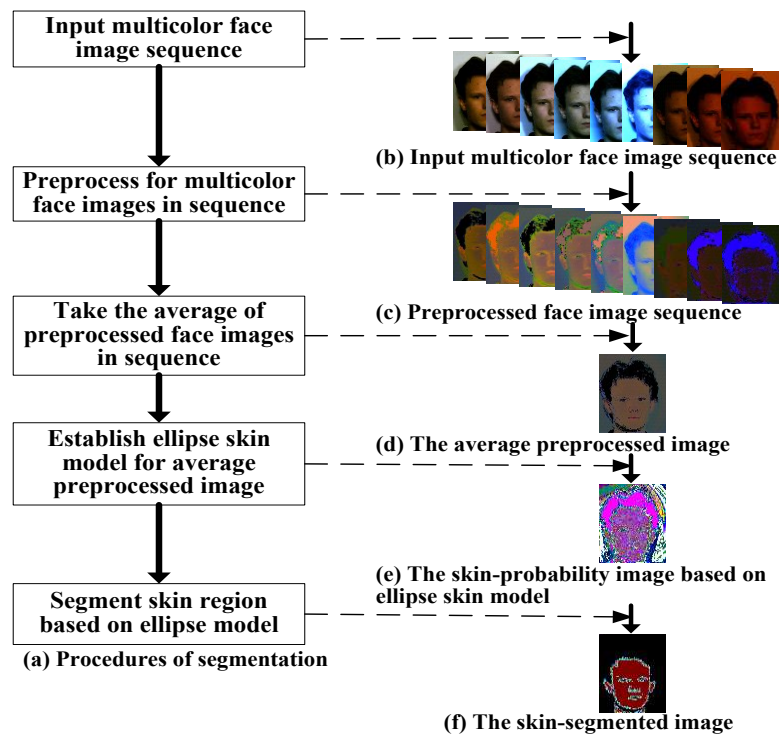 Input multicolor face
image sequence
(b) Input multicolor face image sequence
Preprocess for multicolor
face images in sequence
(c) Preprocessed face image sequence
Take the average of
preprocessed face images
in sequence
(d) The average preprocessed image
Establish ellipse skin
model for average
preprocessed image
(e) The skin-probability image based on
ellipse skin model
Segment skin region
based on ellipse model
(a) Procedures of segmentation
(f) The skin-segmented image